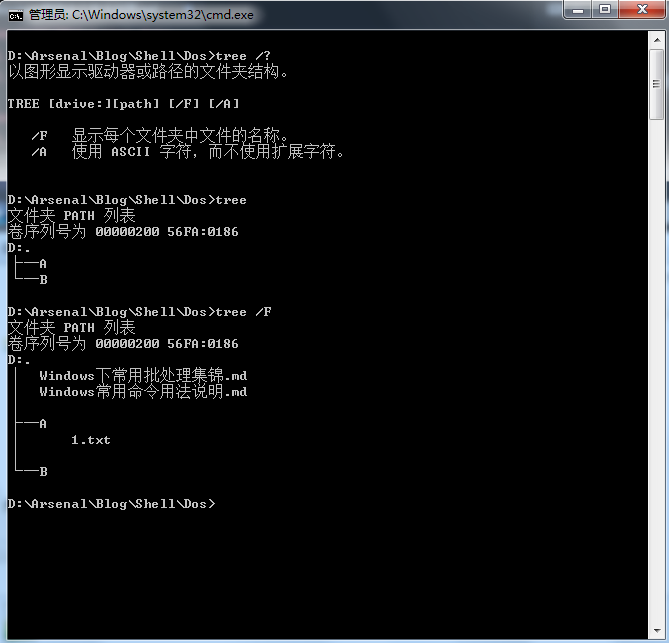 管理员: C:\Windows\system32\cmd.exe
D:\Arsenal\Blog\Shell\Dos>tree /?
以图形显示驱动器或路径的文件夹结构。
TREE [drive:][path] [/F] [/A]
/F   显示每个文件夹中文件的名称。
/A   使用 ASCII 字符，而不使用扩展字符。
D:\Arsenal\Blog\Shell\Dos>tree
文件夹 PATH 列表
卷序列号为 00000200 56FA:0186
D:.
├──A
└──B
D:\Arsenal\Blog\Shell\Dos>tree /F
文件夹 PATH 列表
卷序列号为 00000200 56FA:0186
D:.
│  Windows下常用批处理集锦.md
│  Windows常用命令用法说明.md
│
├──A
│      1.txt
│
└──B
D:\Arsenal\Blog\Shell\Dos>